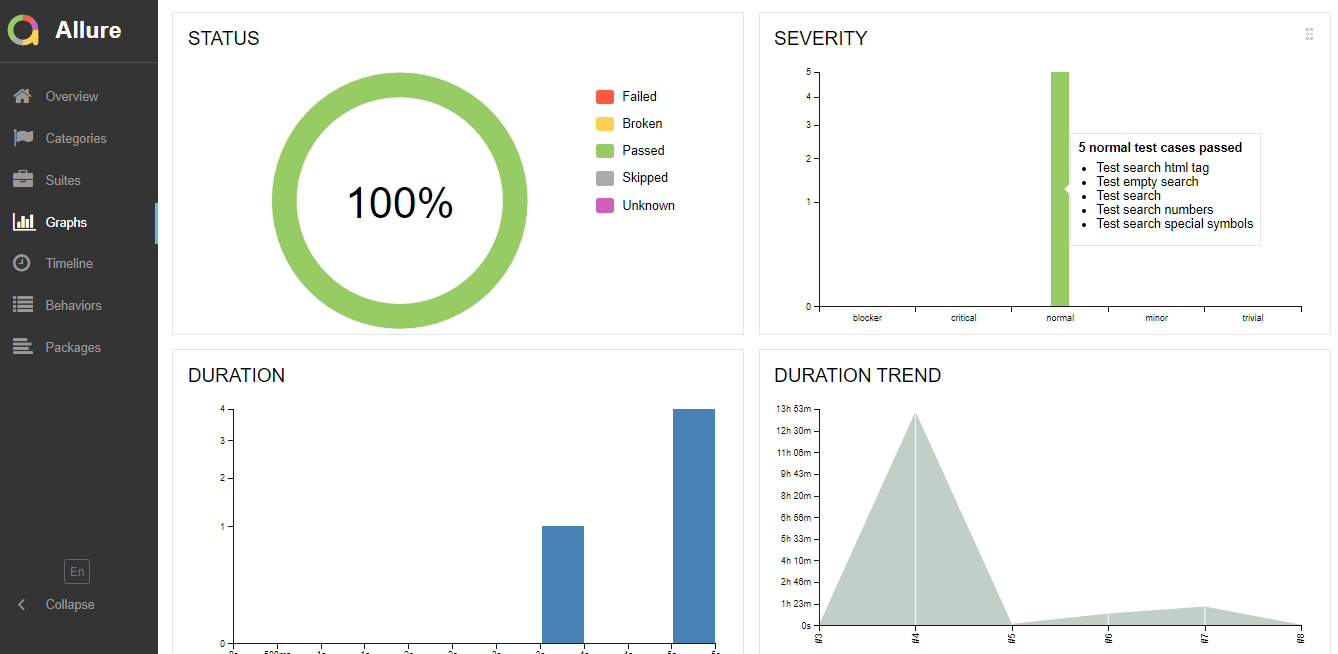 Allure
Overview
Categories
Suites
Graphs
Timeline
Behaviors
Packages
En
Collapse
STATUS
100%
Failed
Broken
Passed
Skipped
Unknown
SEVERITY
5
4
3
2
1
0
blocker
critical
normal
minor
trivial
5 normal test cases passed
Test search html tag
Test empty search
Test search
Test search numbers
Test search special symbols
DURATION
4
3
2
1
0
DURATION TREND
13h 53m
12h 30m
11h 06m
9h 43m
8h 20m
6h 56m
5h 33m
4h 10m
2h 46m
1h 23m
0s
#3
#4
#5
#6
#7
#8